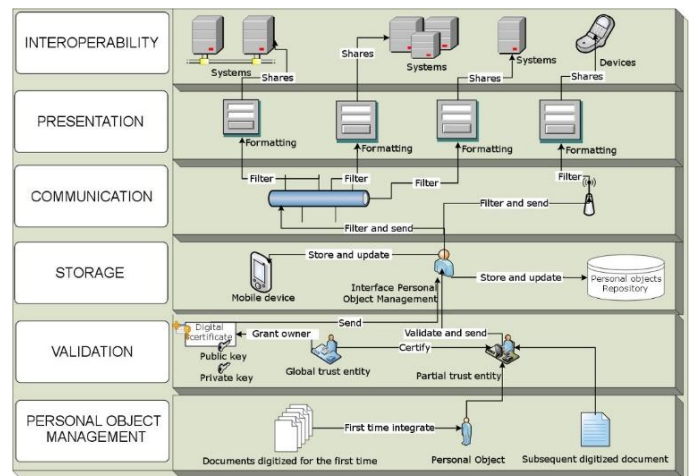 INTEROPERABILITY
Systems
Shares
Shares
Systems
Shares
Systems
Shares
Devices
PRESENTATION
Formatting
Formatting
Formatting
Formatting
COMMUNICATION
Filter
Filter
Filter
Filter
Filter and send
Filter and send
STORAGE
Store and update
Mobile device
Interface Personal
Object Management
Store and update
Personal objects
Repository
VALIDATION
Digital
certificate
Public key
Private key
Grant owner
Send
Global trust entity
Certify
Validate and send
Partial trust entity
PERSONAL OBJECT
MANAGEMENT
Documents digitized for the first time
First time integrate
Personal Object
Subsequent digitized document